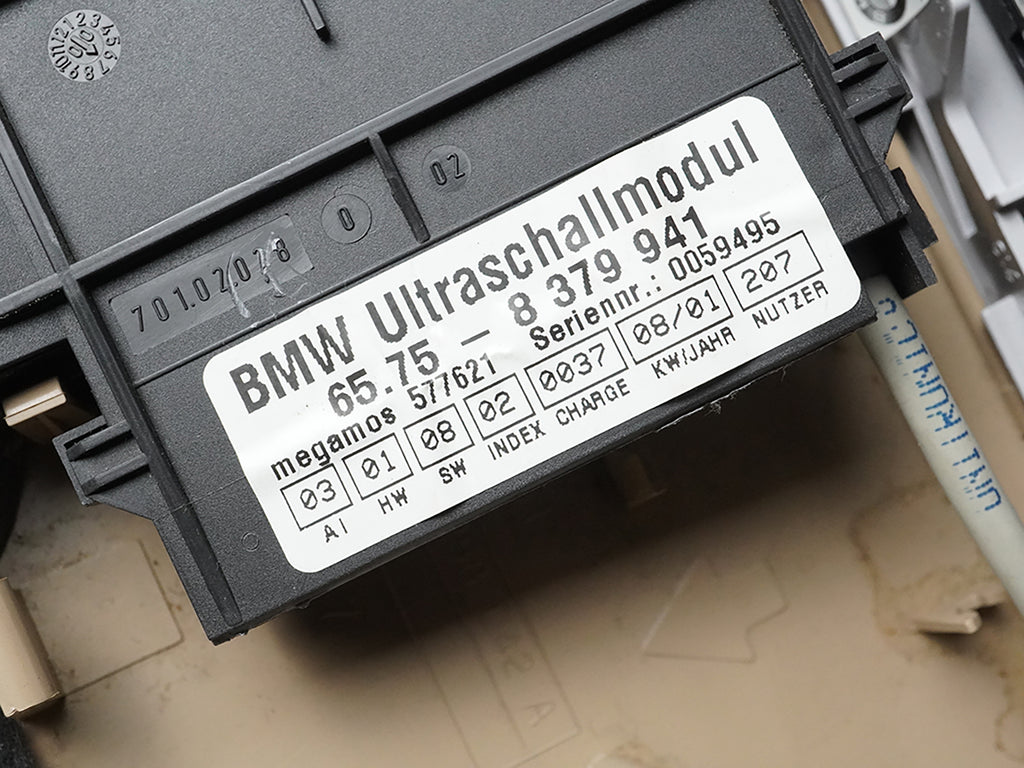 701.02.018
0
02
BMW Ultraschallmodul
65.75 – 8 379 941
megamos 577621 Seriennr.: 0059495
03 01 08 02 0037 08/01 207
AI HW SW INDEX CHARGE KW/JAHR NUTZER